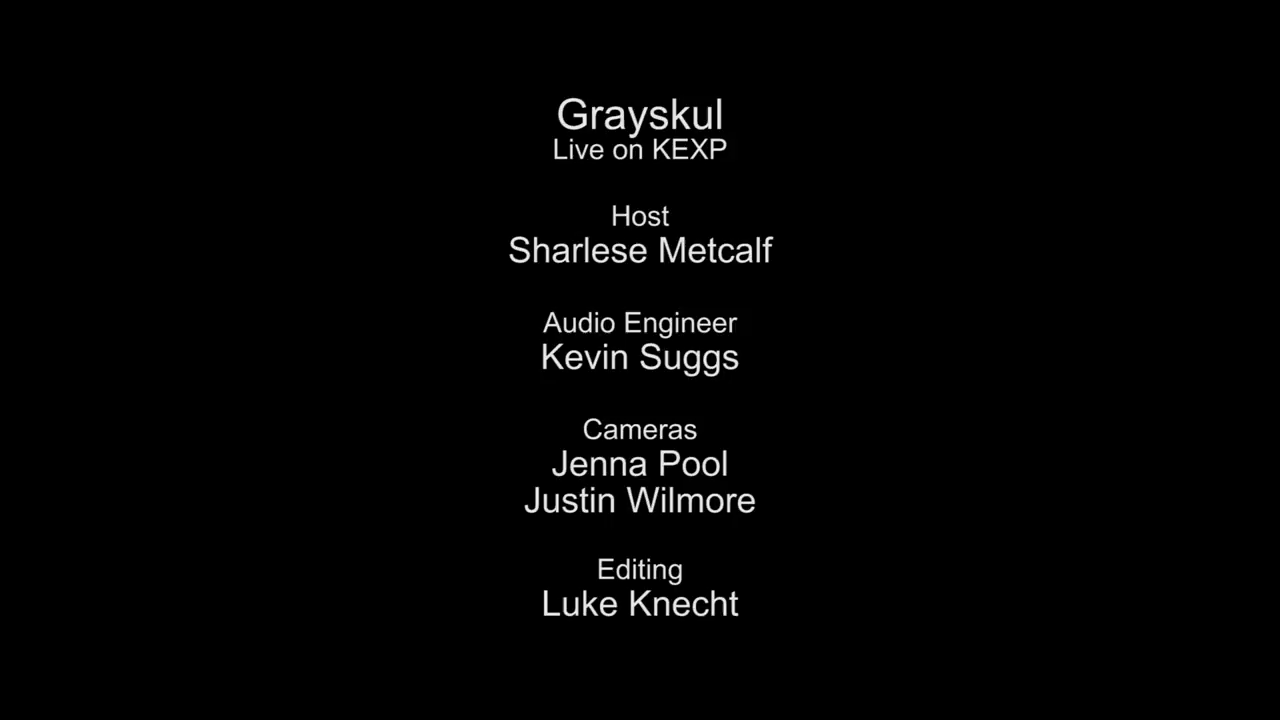 Grayskul
Live on KEXP
Host
Sharlese Metcalf
Audio Engineer
Kevin Suggs
Cameras
Jenna Pool
Justin Wilmore
Editing
Luke Knecht